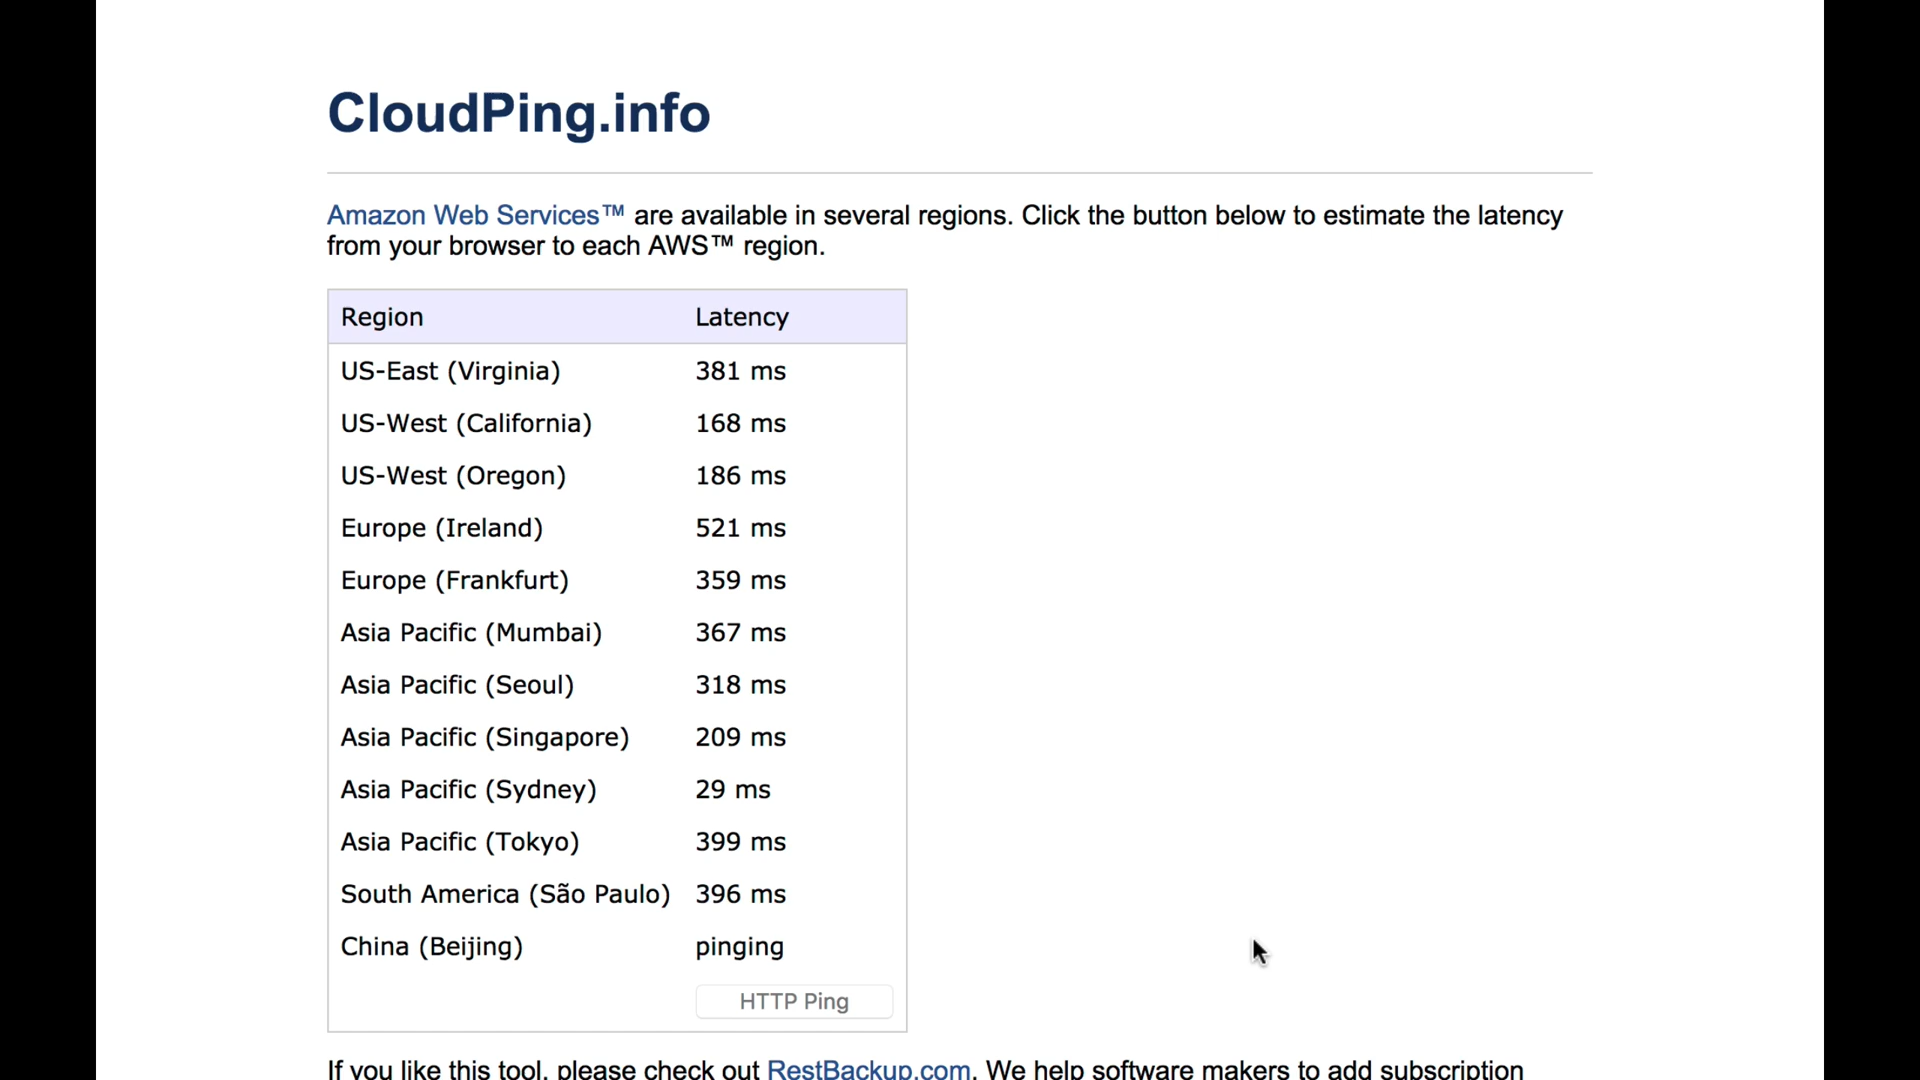 CloudPing.info
Amazon Web Services™ are available in several regions. Click the button below to estimate the latency
from your browser to each AWS™ region.
Region Latency
US-East (Virginia) 381 ms
US-West (California) 168 ms
US-West (Oregon) 186 ms
Europe (Ireland) 521 ms
Europe (Frankfurt) 359 ms
Asia Pacific (Mumbai) 367 ms
Asia Pacific (Seoul) 318 ms
Asia Pacific (Singapore) 209 ms
Asia Pacific (Sydney) 29 ms
Asia Pacific (Tokyo) 399 ms
South America (São Paulo) 396 ms
China (Beijing) pinging
HTTP Ping
If you like this tool, please check out RestBackup.com. We help software makers to add subscription